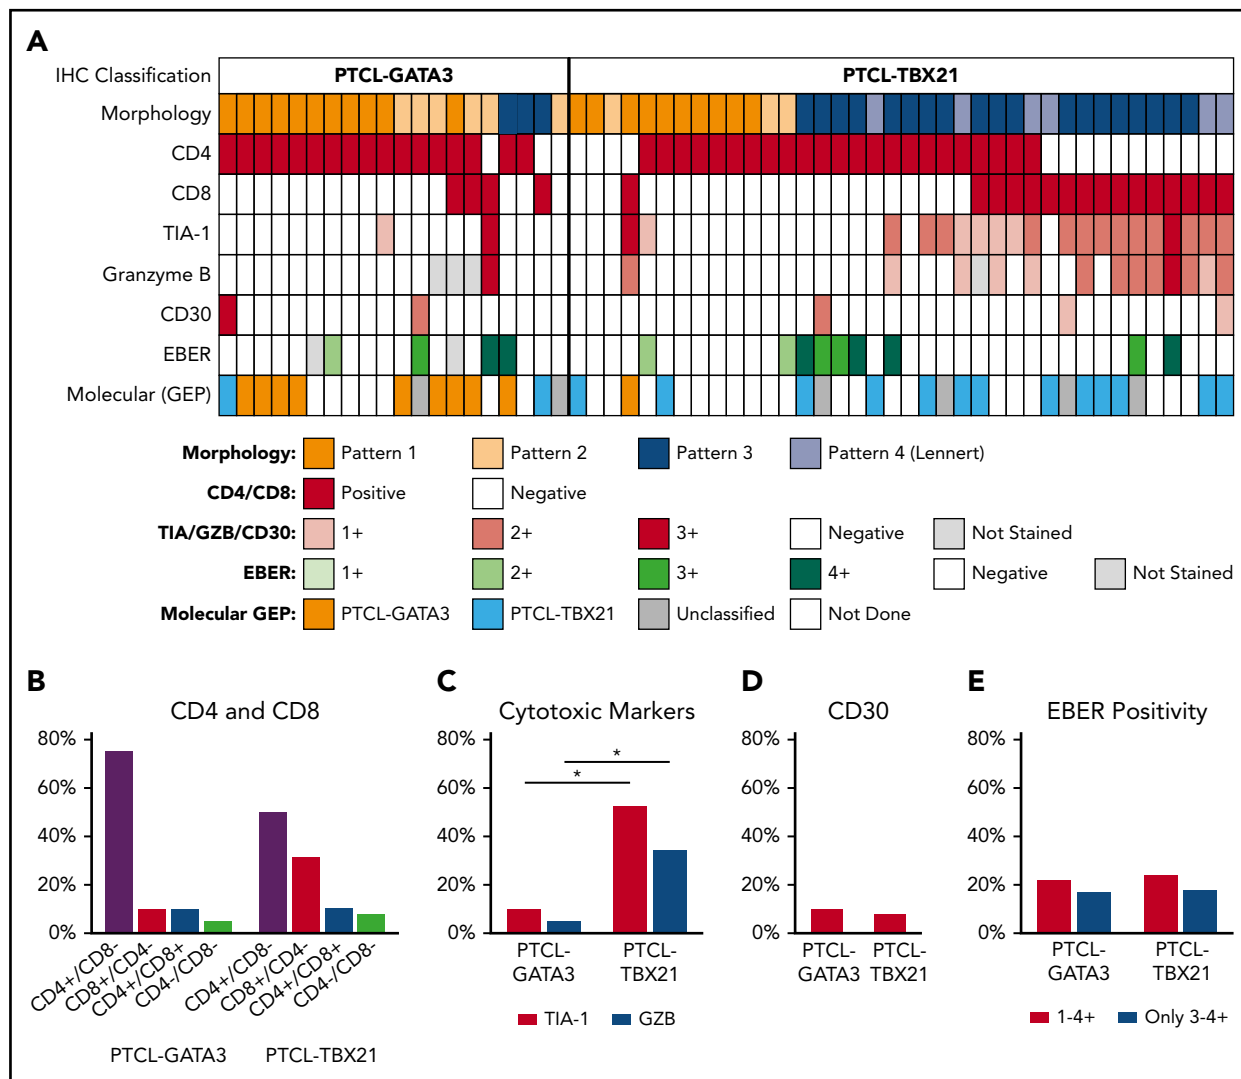 A
IHC Classification PTCL-GATA3 PTCL-TBX21
Morphology
CD4
CD8
TIA-1
Granzyme B
CD30
EBER
Molecular (GEP)
Morphology: Pattern 1 Pattern 2 Pattern 3 Pattern 4 (Lennert)
CD4/CD8: Positive Negative
TIA/GZB/CD30: 1+ 2+ 3+ Negative Not Stained
EBER: 1+ 2+ 3+ 4+ Negative Not Stained
Molecular GEP: PTCL-GATA3 PTCL-TBX21 Unclassified Not Done
B
CD4 and CD8
80%
60%
40%
20%
0%
CD4+/CD8-
CD8+/CD4-
CD4+/CD8+
CD4-/CD8-
CD4+/CD8-
CD8+/CD4-
CD4+/CD8+
CD4-/CD8-
PTCL-GATA3 PTCL-TBX21
C
Cytotoxic Markers
80%
60%
40%
20%
0%
*
*
PTCL-
GATA3
PTCL-
TBX21
TIA-1 GZB
D
CD30
80%
60%
40%
20%
0%
PTCL-
GATA3
PTCL-
TBX21
E
EBER Positivity
80%
60%
40%
20%
0%
PTCL-
GATA3
PTCL-
TBX21
1-4+ Only 3-4+